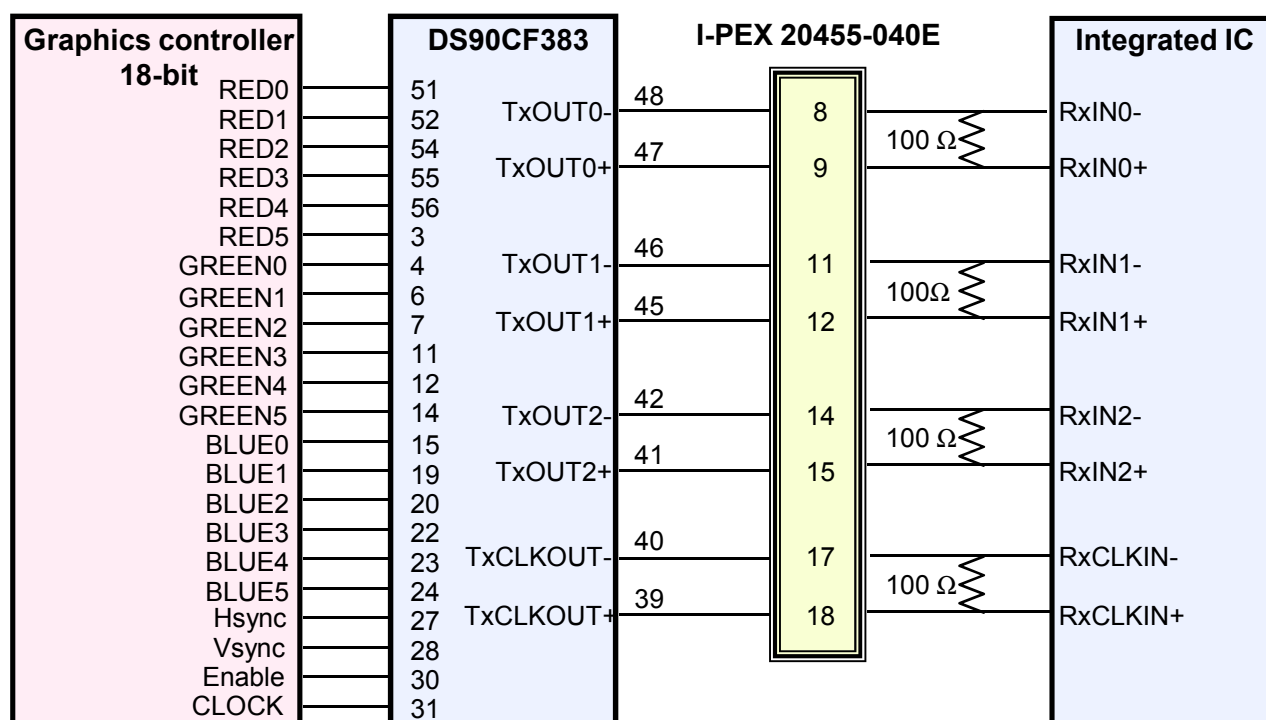 Graphics controller
18-bit
RED0
RED1
RED2
RED3
RED4
RED5
GREEN0
GREEN1
GREEN2
GREEN3
GREEN4
GREEN5
BLUE0
BLUE1
BLUE2
BLUE3
BLUE4
BLUE5
Hsync
Vsync
Enable
CLOCK
DS90CF383
51
52
54
55
56
3
4
6
7
11
12
14
15
19
20
22
23
24
27
28
30
31
TxOUT0-
TxOUT0+
TxOUT1-
TxOUT1+
TxOUT2-
TxOUT2+
TxCLKOUT-
TxCLKOUT+
48
47
46
45
42
41
40
39
I-PEX 20455-040E
8
9
11
12
14
15
17
18
100 Ω
100Ω
100 Ω
100 Ω
Integrated IC
RxIN0-
RxIN0+
RxIN1-
RxIN1+
RxIN2-
RxIN2+
RxCLKIN-
RxCLKIN+